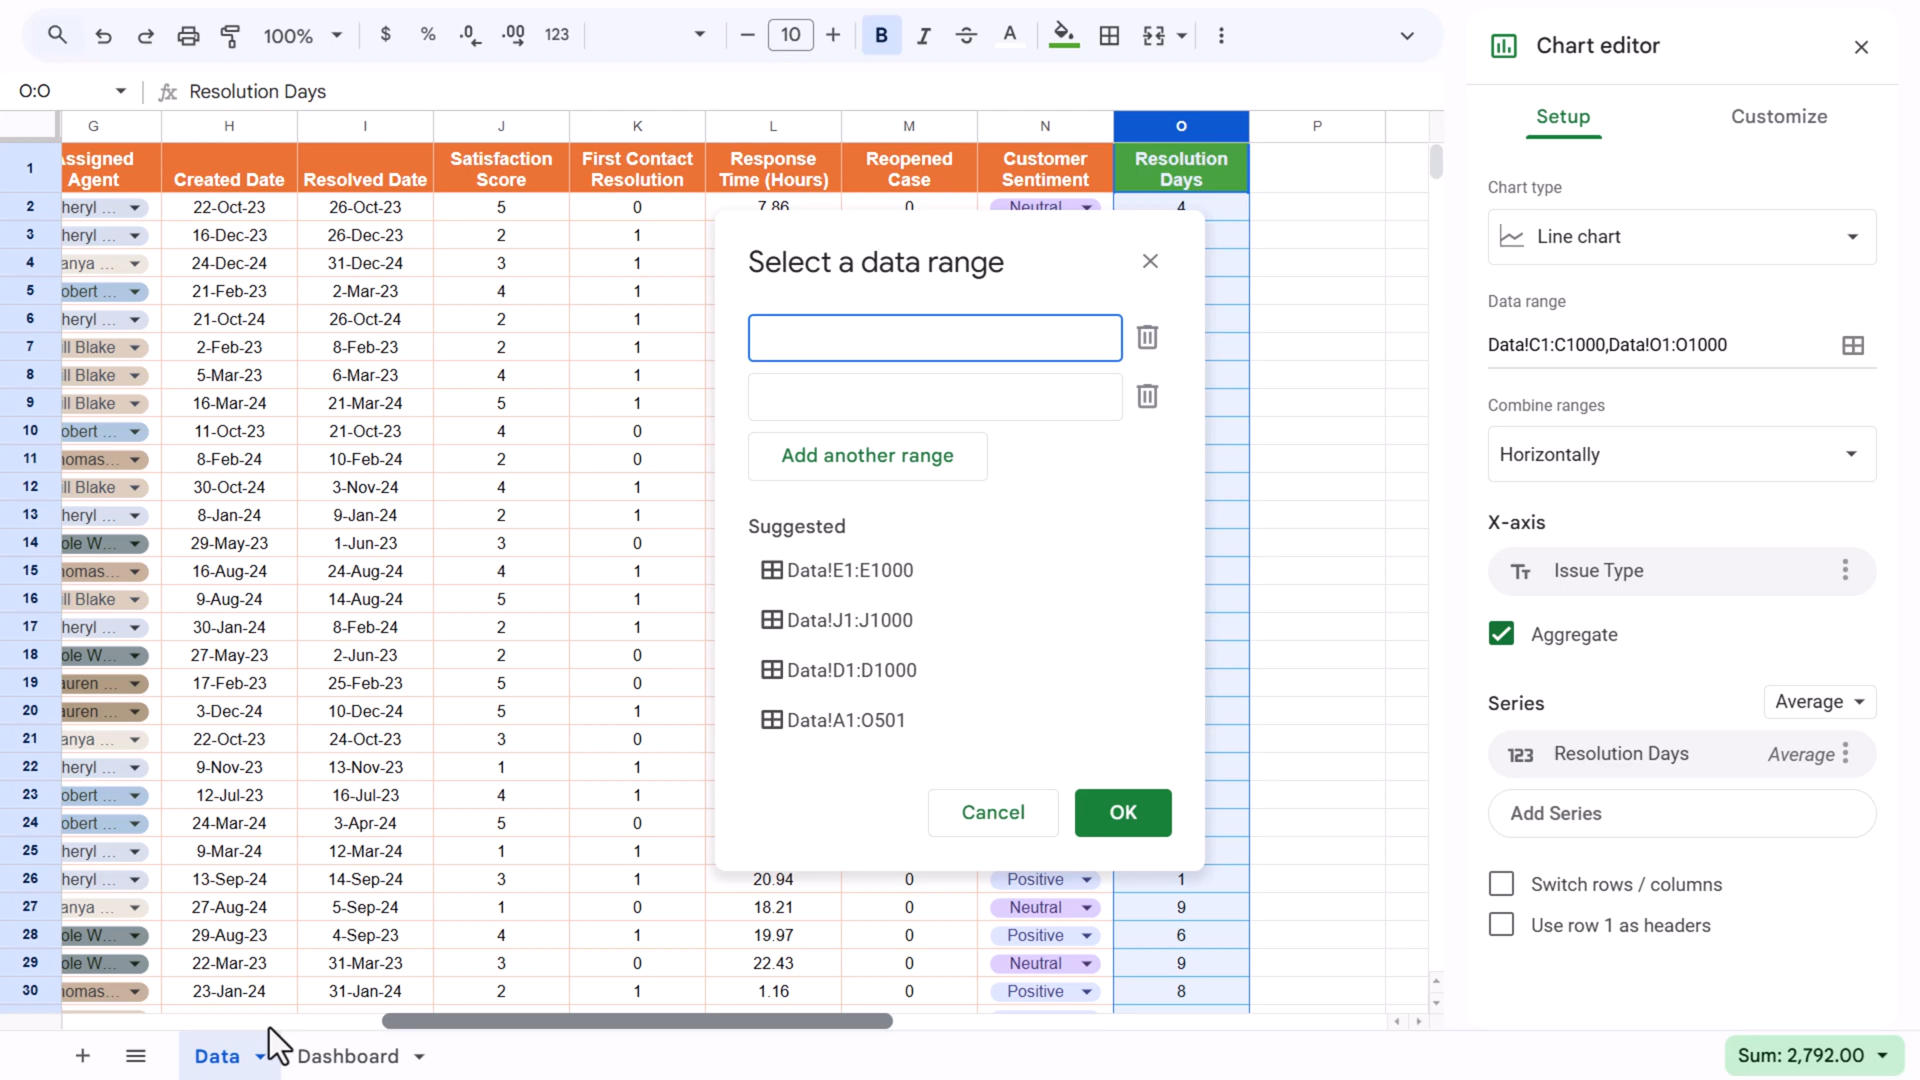 100%
$ % .0 .00 123
10
B I A
Chart editor
O:O
fx Resolution Days
Setup Customize
G H I J K L M N O P
1 Assigned Agent Created Date Resolved Date Satisfaction Score First Contact Resolution Response Time (Hours) Reopened Case Customer Sentiment Resolution Days
2 heryl ... 22-Oct-23 26-Oct-23 5 0 7.86 0 Neutral 4
3 heryl ... 16-Dec-23 26-Dec-23 2 1
4 anya ... 24-Dec-24 31-Dec-24 3 1
5 obert ... 21-Feb-23 2-Mar-23 4 1
6 heryl ... 21-Oct-24 26-Oct-24 2 1
7 ill Blake 2-Feb-23 8-Feb-23 2 1
8 ill Blake 5-Mar-23 6-Mar-23 4 1
9 ill Blake 16-Mar-24 21-Mar-24 5 1
10 obert ... 11-Oct-23 21-Oct-23 4 0
11 homas... 8-Feb-24 10-Feb-24 2 0
12 ill Blake 30-Oct-24 3-Nov-24 4 1
13 heryl ... 8-Jan-24 9-Jan-24 2 1
14 ole W... 29-May-23 1-Jun-23 3 0
15 homas... 16-Aug-24 24-Aug-24 4 1
16 ill Blake 9-Aug-24 14-Aug-24 5 1
17 heryl ... 30-Jan-24 8-Feb-24 2 1
18 ole W... 27-May-23 2-Jun-23 2 0
19 auren ... 17-Feb-23 25-Feb-23 5 0
20 auren ... 3-Dec-24 10-Dec-24 5 1
21 anya ... 22-Oct-23 24-Oct-23 3 0
22 heryl ... 9-Nov-23 13-Nov-23 1 1
23 obert ... 12-Jul-23 16-Jul-23 4 1
24 obert ... 24-Mar-24 3-Apr-24 5 0
25 heryl ... 9-Mar-24 12-Mar-24 1 1
26 heryl ... 13-Sep-24 14-Sep-24 3 1 20.94 0 Positive 1
27 anya ... 27-Aug-24 5-Sep-24 1 0 18.21 0 Neutral 9
28 ole W... 29-Aug-23 4-Sep-23 4 1 19.97 0 Positive 6
29 ole W... 22-Mar-23 31-Mar-23 3 0 22.43 0 Neutral 9
30 homas... 23-Jan-24 31-Jan-24 2 1 1.16 0 Positive 8
Select a data range
Add another range
Suggested
Data!E1:E1000
Data!J1:J1000
Data!D1:D1000
Data!A1:O501
Cancel OK
Chart type
Line chart
Data range
Data!C1:C1000,Data!O1:O1000
Combine ranges
Horizontally
X-axis
Tт Issue Type
Aggregate
Series Average
123 Resolution Days Average
Add Series
Switch rows / columns
Use row 1 as headers
Data Dashboard
Sum: 2,792.00